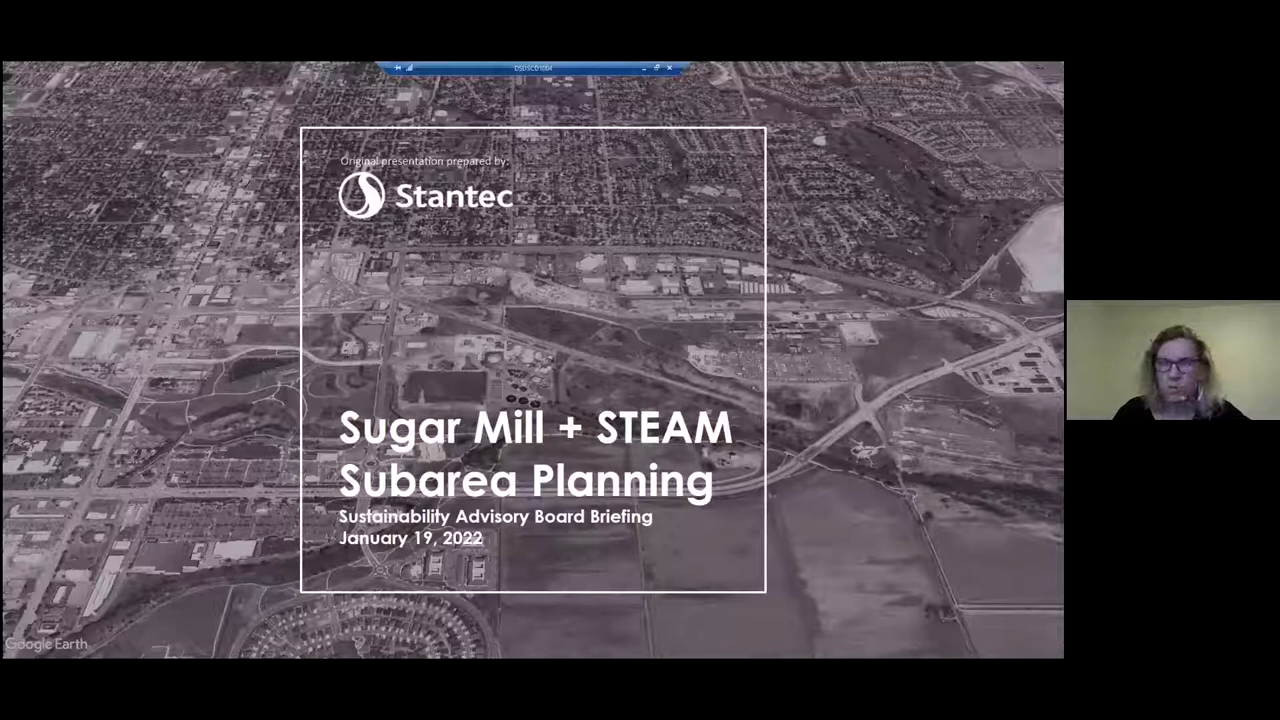 DSDSCD1004
Original presentation prepared by:
Stantec
Sugar Mill + STEAM
Subarea Planning
Sustainability Advisory Board Briefing
January 19, 2022
Google Earth